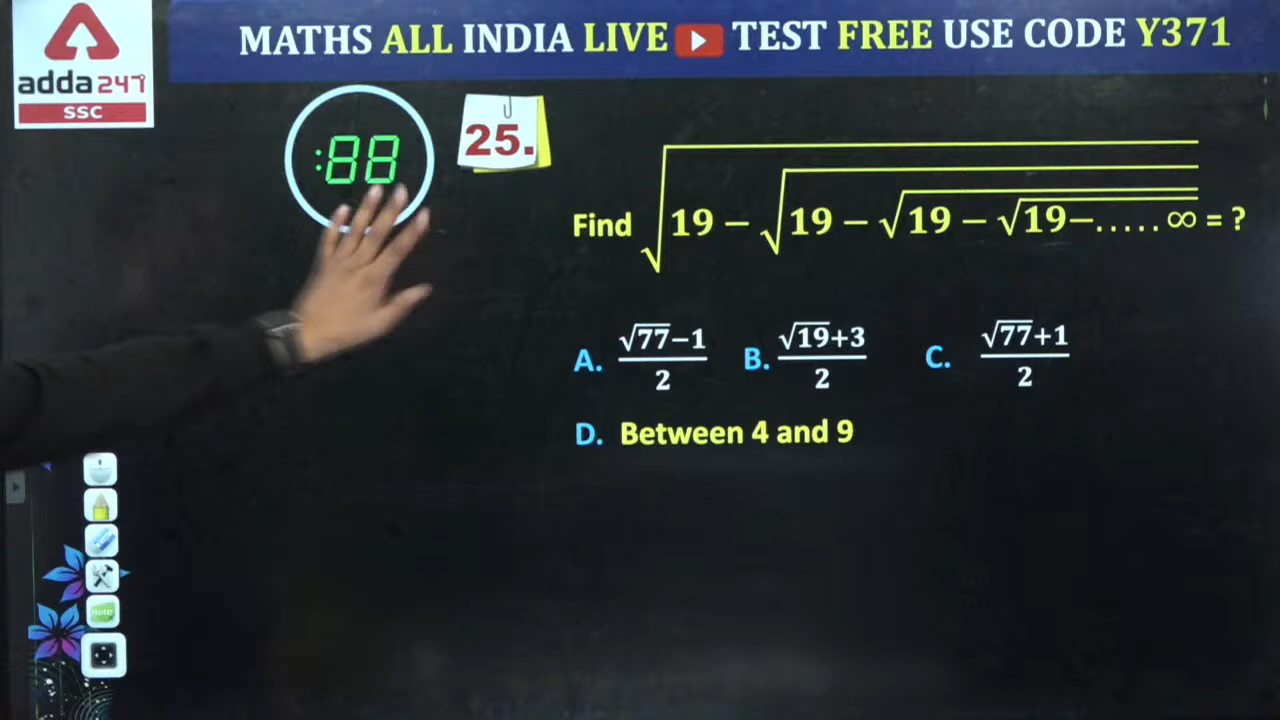 MATHS ALL INDIA LIVE TEST FREE USE CODE Y371
adda247
SSC
:88
25.
Find √19 − √19 − √19 − √19−.....∞ = ?
A. √77−1/2 B. √19+3/2 C. √77+1/2
D. Between 4 and 9
Note